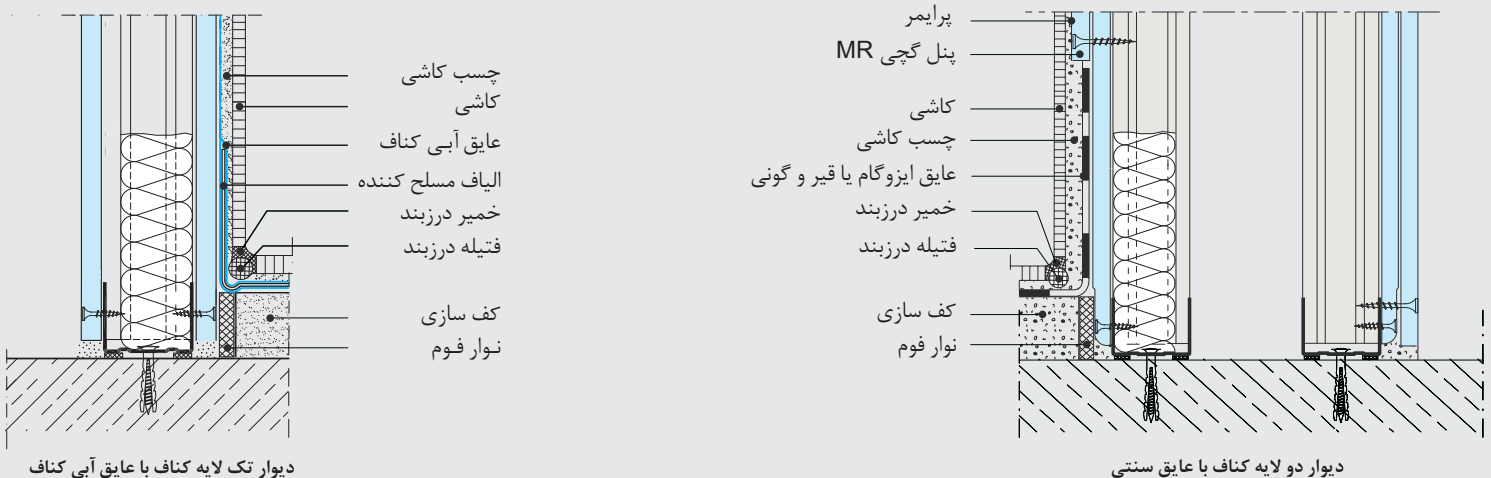 پرایمر
پنل گچی MR
کاشی
چسب کاشی
عایق ایزوگام یا قیر و گونی
خمیر درزبند
فتیله درزبند
کف سازی
نوار فوم
دیوار دو لایه کناف با عایق سنتی
چسب کاشی
کاشی
عایق آبی کناف
الیاف مسلح کننده
خمیر درزبند
فتیله درزبند
کف سازی
نوار فوم
دیوار تک لایه کناف با عایق آبی کناف